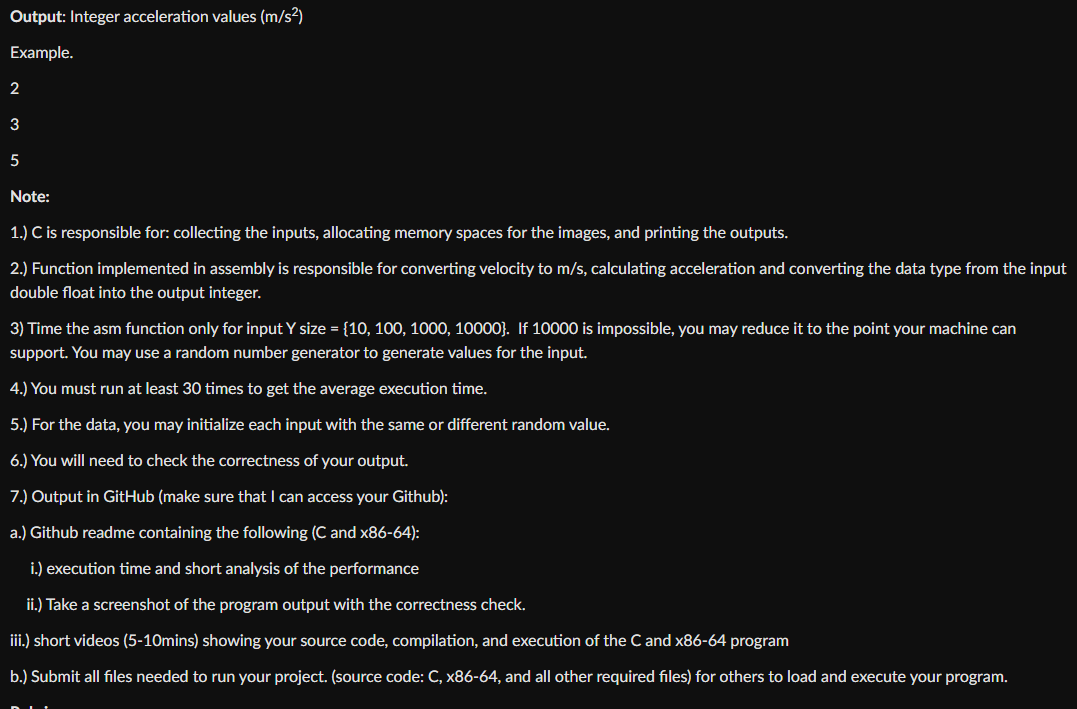 Output: Integer acceleration values (m/s²)
Example.
2
3
5
Note:
1.) C is responsible for: collecting the inputs, allocating memory spaces for the images, and printing the outputs.
2.) Function implemented in assembly is responsible for converting velocity to m/s, calculating acceleration and converting the data type from the input
double float into the output integer.
3) Time the asm function only for input Y size = {10, 100, 1000, 10000}.  If 10000 is impossible, you may reduce it to the point your machine can
support. You may use a random number generator to generate values for the input.
4.) You must run at least 30 times to get the average execution time.
5.) For the data, you may initialize each input with the same or different random value.
6.) You will need to check the correctness of your output.
7.) Output in GitHub (make sure that I can access your Github):
a.) Github readme containing the following (C and x86-64):
i.) execution time and short analysis of the performance
ii.) Take a screenshot of the program output with the correctness check.
iii.) short videos (5-10mins) showing your source code, compilation, and execution of the C and x86-64 program
b.) Submit all files needed to run your project. (source code: C, x86-64, and all other required files) for others to load and execute your program.